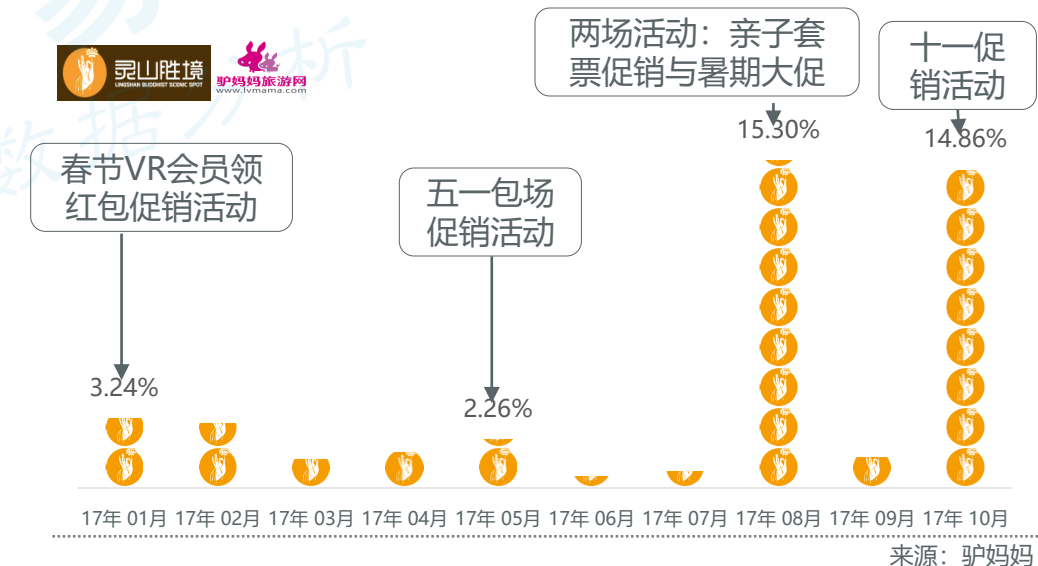 易
数据分析
灵山胜境
LINGSHAN BUDDHIST SCENIC SPOT
驴妈妈旅游网
www.lvmama.com
两场活动：亲子套
票促销与暑期大促
十一促
销活动
15.30%
14.86%
春节VR会员领
红包促销活动
五一包场
促销活动
3.24%
2.26%
17年 01月 17年 02月 17年 03月 17年 04月 17年 05月 17年 06月 17年 07月 17年 08月 17年 09月 17年 10月
来源：驴妈妈